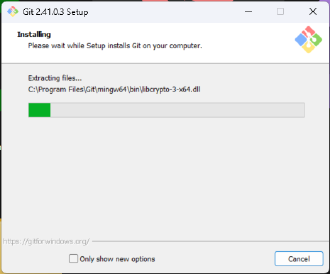 Git 2.41.0.3 Setup
Installing
Please wait while Setup installs Git on your computer.
Extracting files...
C:\Program Files\Git\mingw64\bin\libcrypto-3-x64.dll
https://gitforwindows.org/
Only show new options
Cancel